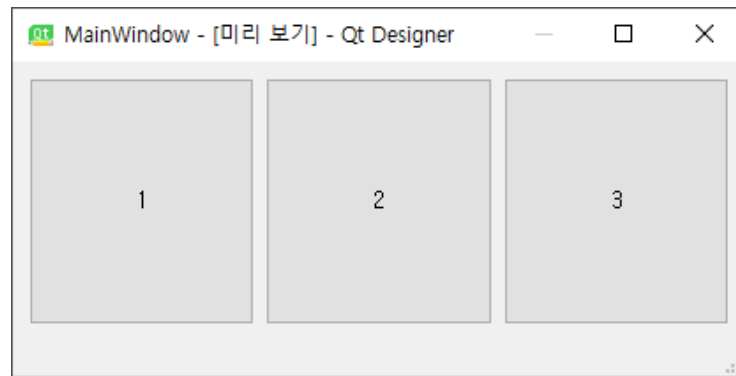 MainWindow - [미리 보기] - Qt Designer
1 2 3